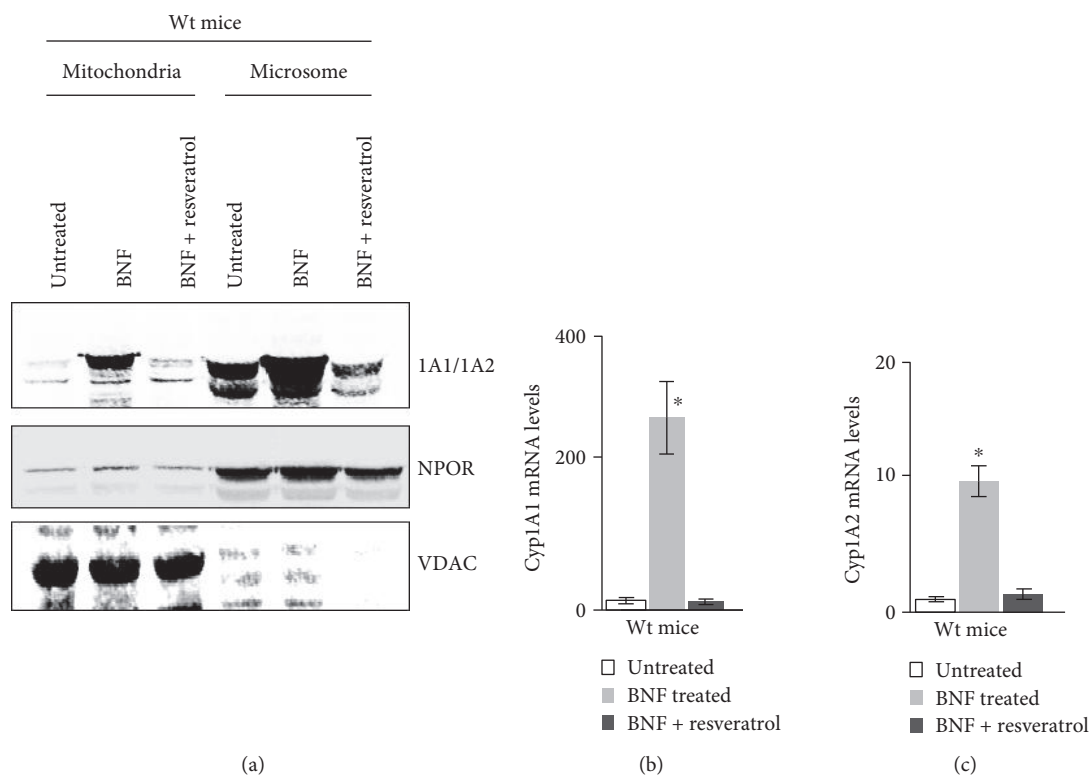 Wt mice
Mitochondria Microsome
Untreated
BNF
BNF + resveratrol
Untreated
BNF
BNF + resveratrol
1A1/1A2
NPOR
VDAC
(a)
Cyp1A1 mRNA levels
400
200
0
*
Wt mice
Untreated
BNF treated
BNF + resveratrol
(b)
Cyp1A2 mRNA levels
20
10
0
*
Wt mice
Untreated
BNF treated
BNF + resveratrol
(c)